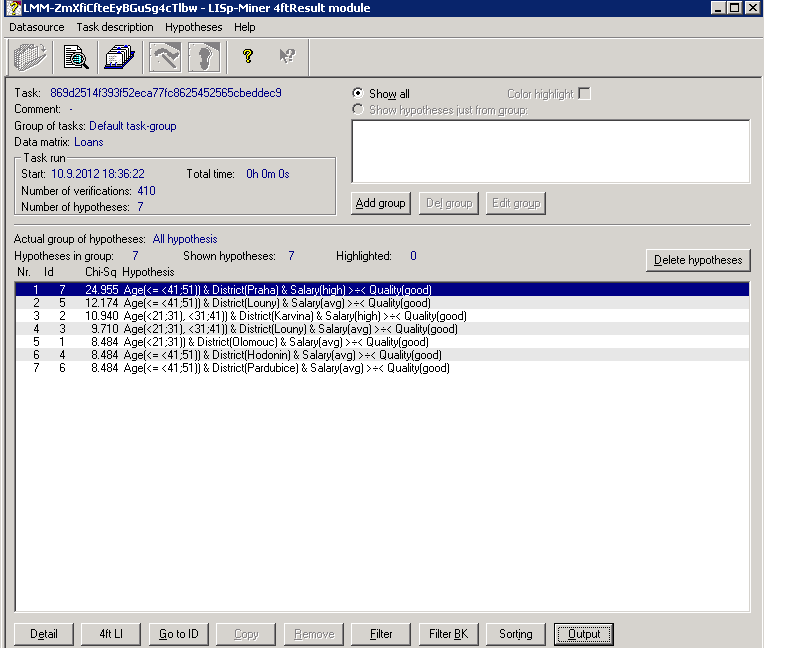 LMM-ZmXfiCfteEyBGuSg4cTlbw - LISp-Miner 4ftResult module
Datasource Task description Hypotheses Help
Task: 869d2514f393f52eca77fc8625452565cbeddec9
Comment: -
Group of tasks: Default task-group
Data matrix: Loans
Task run
Start: 10.9.2012 18:36:22 Total time: 0h 0m 0s
Number of verifications: 410
Number of hypotheses: 7
Show all Color highlight
Show hypotheses just from group:
Add group Del group Edit group
Actual group of hypotheses: All hypothesis
Hypotheses in group: 7 Shown hypotheses: 7 Highlighted: 0
Delete hypotheses
Nr. Id Chi-Sq Hypothesis
1 7 24.955 Age(<= <41;51)) & District(Praha) & Salary(high) >÷< Quality(good)
2 5 12.174 Age(<= <41;51)) & District(Louny) & Salary(avg) >÷< Quality(good)
3 2 10.940 Age(<21;31), <31;41)) & District(Karvina) & Salary(high) >÷< Quality(good)
4 3 9.710 Age(<21;31), <31;41)) & District(Louny) & Salary(avg) >÷< Quality(good)
5 1 8.484 Age(<21;31)) & District(Olomouc) & Salary(avg) >÷< Quality(good)
6 4 8.484 Age(<= <41;51)) & District(Hodonin) & Salary(avg) >÷< Quality(good)
7 6 8.484 Age(<= <41;51)) & District(Pardubice) & Salary(avg) >÷< Quality(good)
Detail 4ft LI Go to ID Copy Remove Filter Filter BK Sorting Output